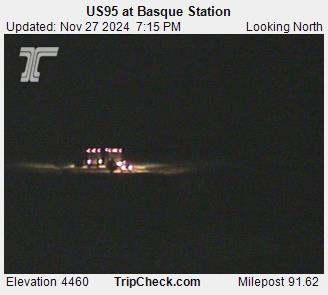 US95 at Basque Station
Updated: Nov 27 2024 7:15 PM Looking North
Elevation 4460 TripCheck.com Milepost 91.62